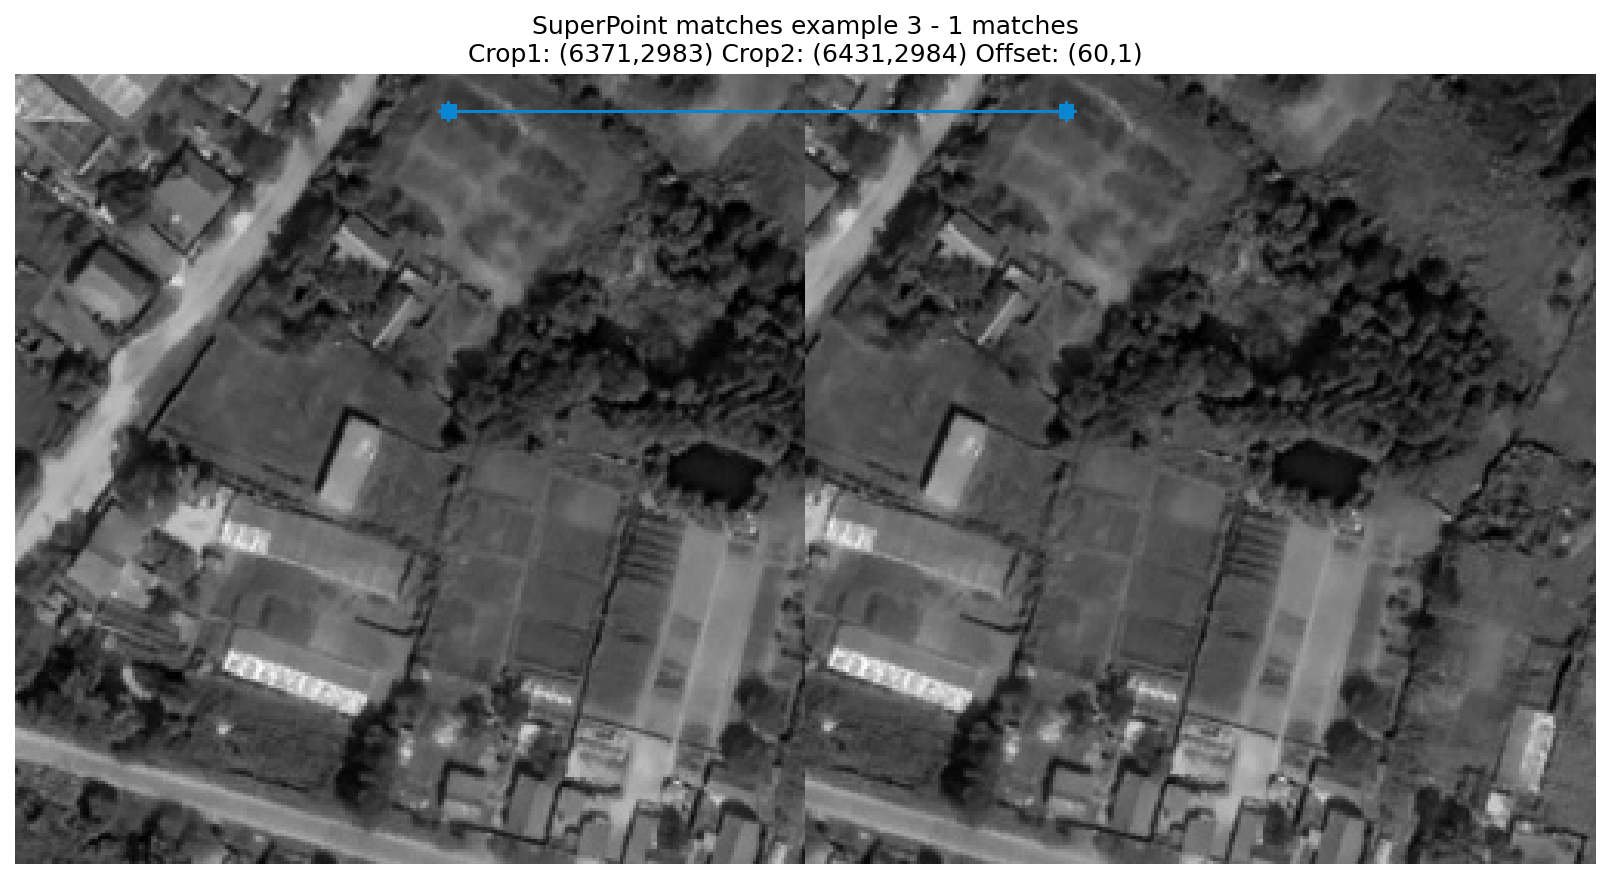 SuperPoint matches example 3 - 1 matches
Crop1: (6371,2983) Crop2: (6431,2984) Offset: (60,1)